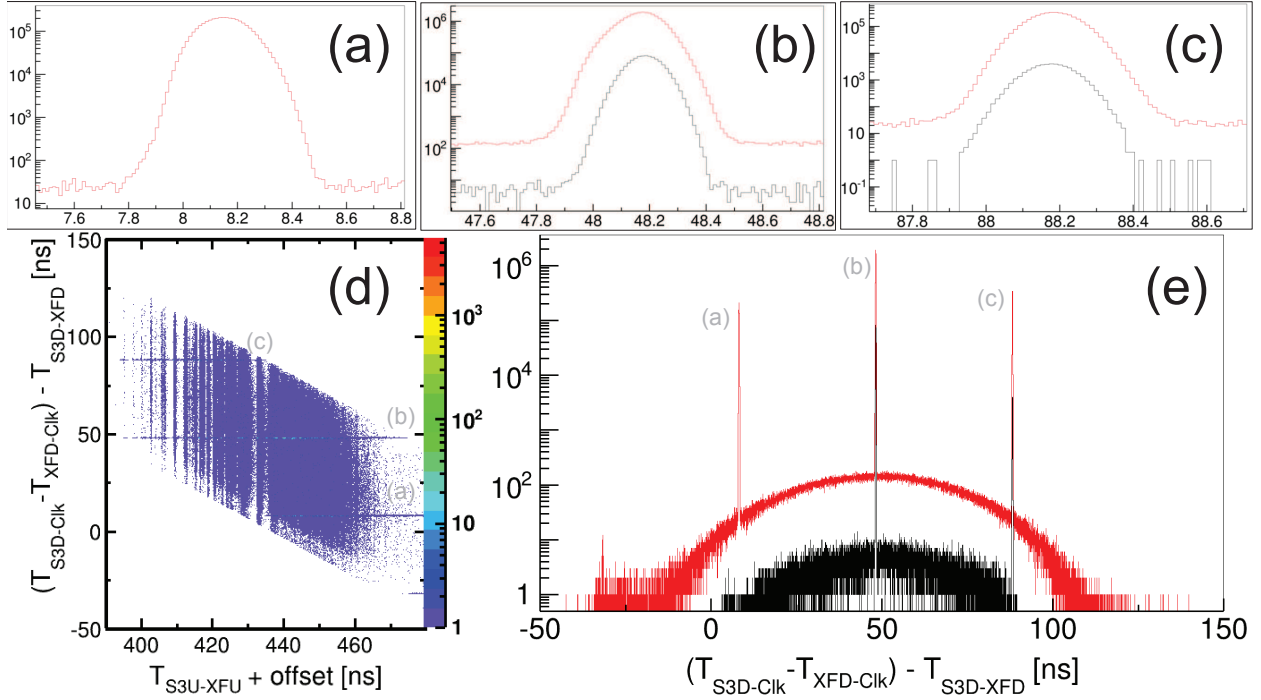 (a)
10⁵
10⁴
10³
10²
10
7.6 7.8 8 8.2 8.4 8.6 8.8
(b)
10⁶
10⁴
10²
47.6 47.8 48 48.2 48.4 48.6 48.8
(c)
10⁵
10³
10
10⁻¹
87.8 88 88.2 88.4 88.6
(d)
(T_S3D-Clk - T_XFD-Clk) - T_S3D-XFD [ns]
150
100
50
0
-50
(c)
(b)
(a)
10³
10²
10
1
400 420 440 460
T_S3U-XFU + offset [ns]
(e)
10⁶
10⁴
10²
1
(a)
(b)
(c)
-50 0 50 100 150
(T_S3D-Clk - T_XFD-Clk) - T_S3D-XFD [ns]